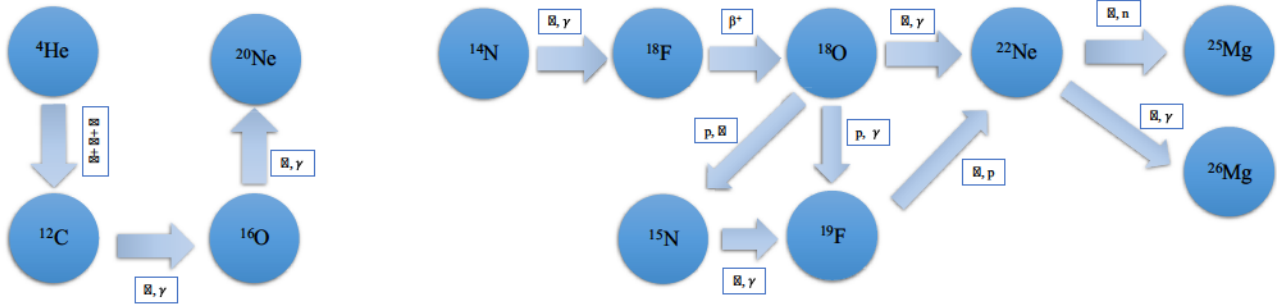 ⁴He
²⁰Ne
⊠
+
⊠
+
⊠
⊠, γ
¹²C
¹⁶O
⊠, γ
¹⁴N
⊠, γ
¹⁸F
β⁺
¹⁸O
⊠, γ
²²Ne
⊠, n
²⁵Mg
p, ⊠
p, γ
⊠, p
⊠, γ
²⁶Mg
¹⁵N
⊠, γ
¹⁹F